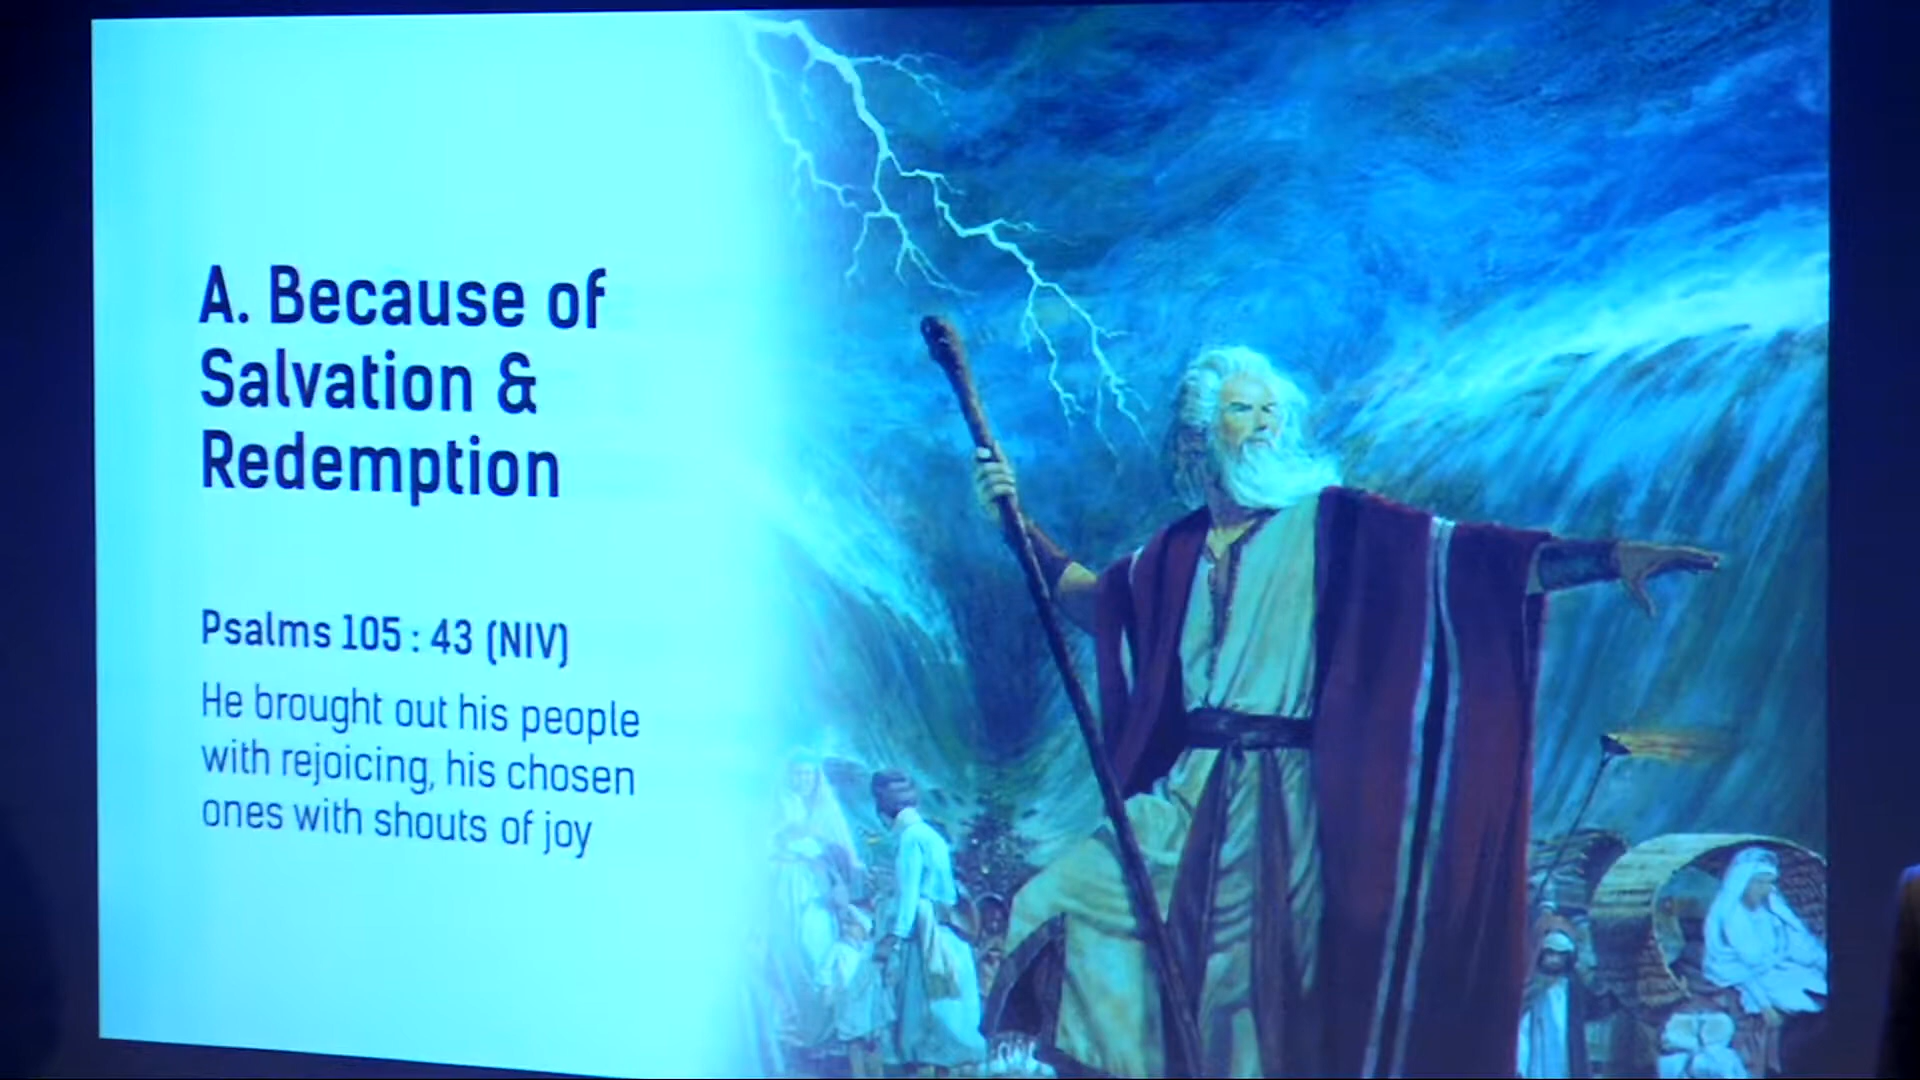 A. Because of
Salvation &
Redemption
Psalms 105 : 43 (NIV)
He brought out his people
with rejoicing, his chosen
ones with shouts of joy